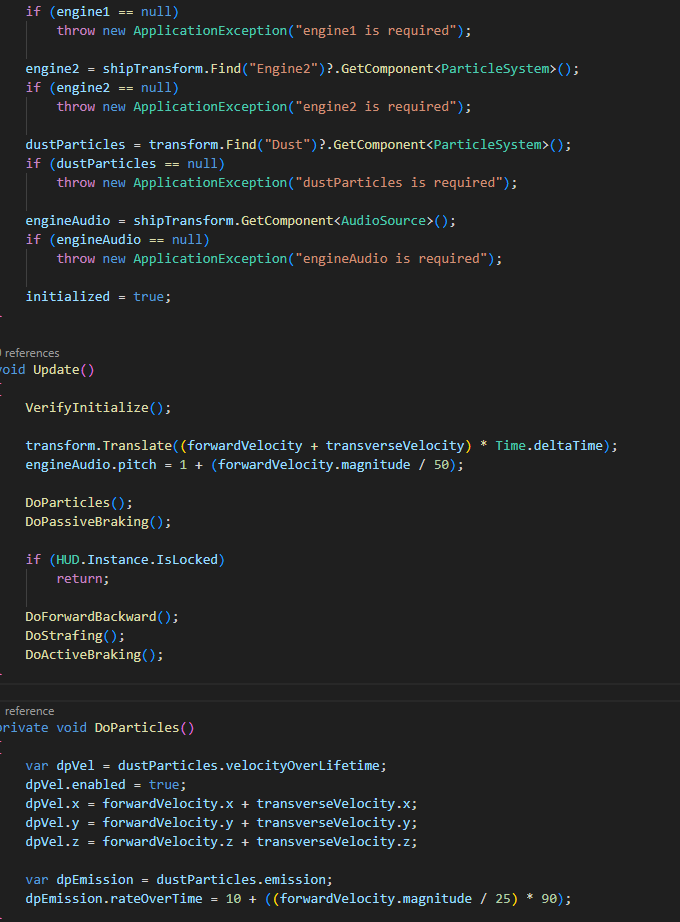 if (engine1 == null)
throw new ApplicationException("engine1 is required");
engine2 = shipTransform.Find("Engine2")?.GetComponent<ParticleSystem>();
if (engine2 == null)
throw new ApplicationException("engine2 is required");
dustParticles = transform.Find("Dust")?.GetComponent<ParticleSystem>();
if (dustParticles == null)
throw new ApplicationException("dustParticles is required");
engineAudio = shipTransform.GetComponent<AudioSource>();
if (engineAudio == null)
throw new ApplicationException("engineAudio is required");
initialized = true;
references
void Update()
VerifyInitialize();
transform.Translate((forwardVelocity + transverseVelocity) * Time.deltaTime);
engineAudio.pitch = 1 + (forwardVelocity.magnitude / 50);
DoParticles();
DoPassiveBraking();
if (HUD.Instance.IsLocked)
return;
DoForwardBackward();
DoStrafing();
DoActiveBraking();
reference
private void DoParticles()
var dpVel = dustParticles.velocityOverLifetime;
dpVel.enabled = true;
dpVel.x = forwardVelocity.x + transverseVelocity.x;
dpVel.y = forwardVelocity.y + transverseVelocity.y;
dpVel.z = forwardVelocity.z + transverseVelocity.z;
var dpEmission = dustParticles.emission;
dpEmission.rateOverTime = 10 + ((forwardVelocity.magnitude / 25) * 90);